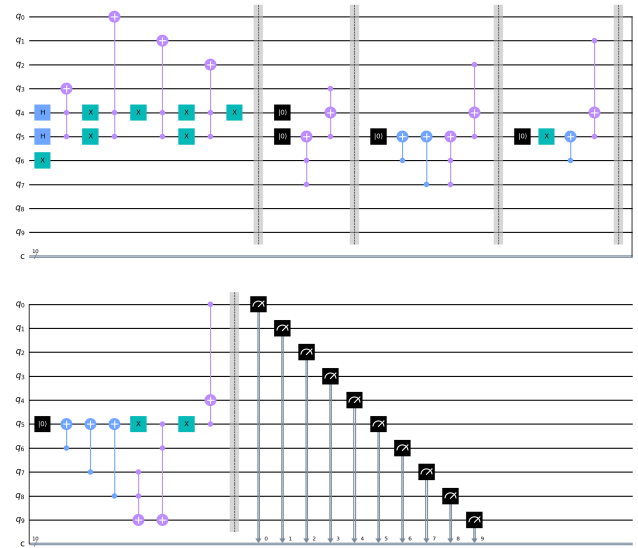 q0
q1
q2
q3
q4 H X X X X |0⟩
q5 H X X |0⟩ |0⟩ |0⟩ X
q6 X
q7
q8
q9
c 10
q0
q1
q2
q3
q4
q5 |0⟩ X X
q6
q7
q8
q9
c 10 0 1 2 3 4 5 6 7 8 9